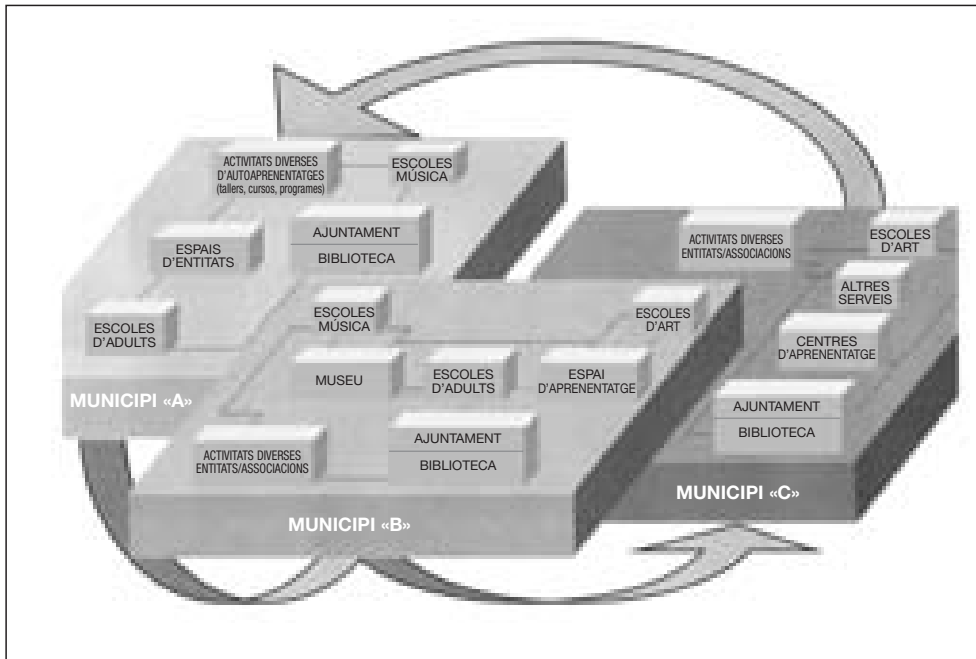 ACTIVITATS DIVERSES
D'AUTOAPRENENTATGES
(tallers, cursos, programes)
ESCOLES
MÚSICA
ESPAIS
D'ENTITATS
AJUNTAMENT
BIBLIOTECA
ESCOLES
D'ADULTS
MUNICIPI «A»
ESCOLES
MÚSICA
ESCOLES
D'ART
MUSEU
ESCOLES
D'ADULTS
ESPAI
D'APRENENTATGE
ACTIVITATS DIVERSES
ENTITATS/ASSOCIACIONS
AJUNTAMENT
BIBLIOTECA
MUNICIPI «B»
ACTIVITATS DIVERSES
ENTITATS/ASSOCIACIONS
ESCOLES
D'ART
ALTRES
SERVEIS
CENTRES
D'APRENENTATGE
AJUNTAMENT
BIBLIOTECA
MUNICIPI «C»